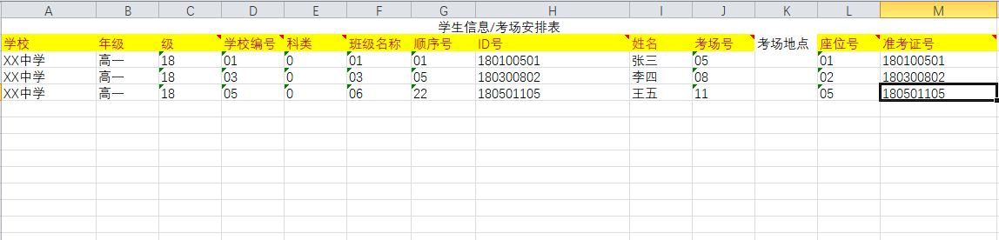 A B C D E F G H I J K L M
学生信息/考场安排表
学校 年级 级 学校编号 科类 班级名称 顺序号 ID号 姓名 考场号 考场地点 座位号 准考证号
XX中学 高一 18 01 0 01 01 180100501 张三 05 01 180100501
XX中学 高一 18 03 0 03 05 180300802 李四 08 02 180300802
XX中学 高一 18 05 0 06 22 180501105 王五 11 05 180501105